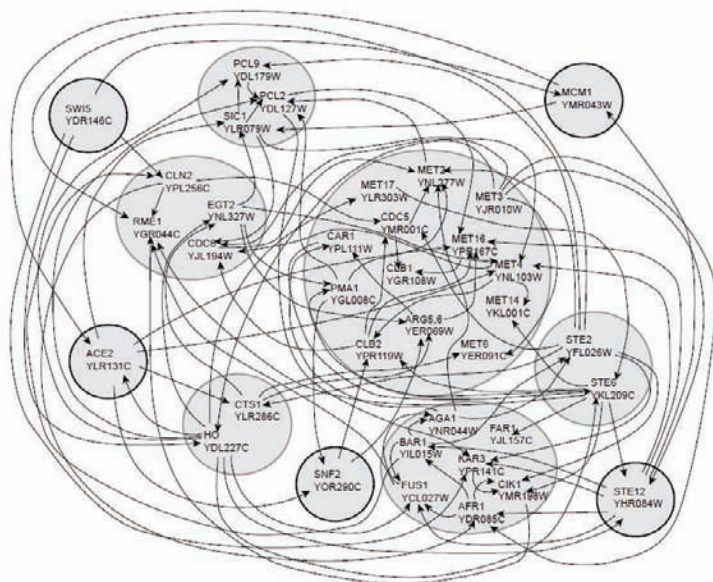 PCL9
YDL179W
PCL2
YDL127W
SIC1
YLR079W
SWI5
YDR146C
MCM1
YMR043W
CLN2
YPL256C
EGT2
YNL327W
RME1
YGR044C
CDC6
YJL194W
MET17
YLR303W
MET2
YNL277W
MET3
YJR010W
CDC5
YMR001C
CAR1
YPL111W
MET16
YPR167C
CLB1
YGR108W
MET4
YNL103W
PMA1
YGL008C
MET14
YKL001C
ARG5,6
YER069W
CLB2
YPR119W
MET6
YER091C
STE2
YFL026W
STE6
YKL209C
ACE2
YLR131C
CTS1
YLR286C
HO
YDL227C
SNF2
YOR290C
AGA1
YNR044W
FAR1
YJL157C
BAR1
YIL015W
KAR3
YPR141C
FUS1
YCL027W
CIK1
YMR198W
AFR1
YDR085C
STE12
YHR084W